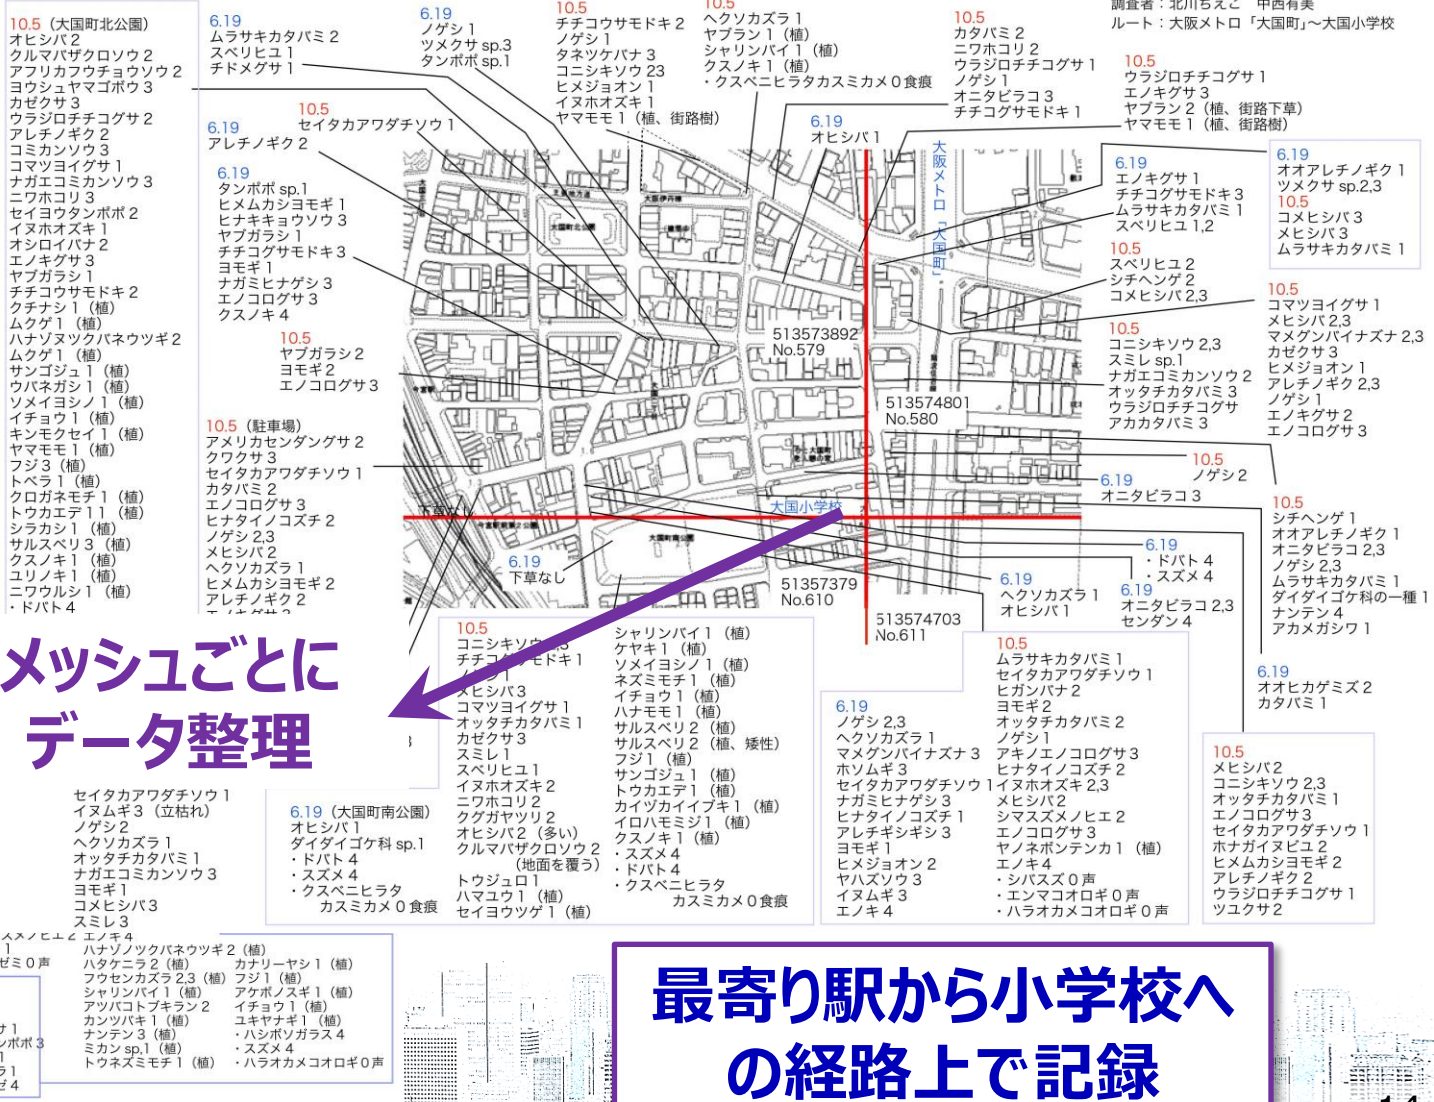 調査者：北川ちえこ　中西有美
ルート：大阪メトロ「大国町」～大国小学校
10.5（大国町北公園）
オヒシバ 2
クルマバザクロソウ 2
アフリカフウチョウソウ 2
ヨウシュヤマゴボウ 3
カゼクサ 3
ウラジロチチコグサ 2
アレチノギク 2
コミカンソウ 3
コマツヨイグサ 1
ナガエコミカンソウ 3
ニワホコリ 3
セイヨウタンポポ 2
イヌホオズキ 1
オシロイバナ 2
エノキグサ 3
ヤブガラシ 1
チチコウサモドキ 2
クチナシ 1（植）
ムクゲ 1（植）
ハナゾヌツクバネウツギ 2
ムクゲ 1（植）
サンゴジュ 1（植）
ウバネガシ 1（植）
ソメイヨシノ 1（植）
イチョウ 1（植）
キンモクセイ 1（植）
ヤマモモ 1（植）
フジ 3（植）
トベラ 1（植）
クロガネモチ 1（植）
トウカエデ 1 1（植）
シラカシ 1（植）
サルスベリ 3（植）
クスノキ 1（植）
ユリノキ 1（植）
ニワウルシ 1（植）
・ドバト 4
6.19
ムラサキカタバミ 2
スベリヒユ 1
チドメグサ 1
6.19
ノゲシ 1
ツメクサ sp.3
タンポポ sp.1
10.5
チチコウサモドキ 2
ノゲシ 1
タネツケバナ 3
コニシキソウ 23
ヒメジョオン 1
イヌホオズキ 1
ヤマモモ 1（植、街路樹）
10.5
ヘクソカズラ 1
ヤブラン 1（植）
シャリンバイ 1（植）
クスノキ 1（植）
・クスベニヒラタカスミカメ 0 食痕
10.5
カタバミ 2
ニワホコリ 2
ウラジロチチコグサ 1
ノゲシ 1
オニタビラコ 3
チチコグサモドキ 1
10.5
ウラジロチチコグサ 1
エノキグサ 3
ヤブラン 2（植、街路下草）
ヤマモモ 1（植、街路樹）
10.5
セイタカアワダチソウ 1
6.19
アレチノギク 2
6.19
オヒシバ 1
6.19
タンポポ sp.1
ヒメムカシヨモギ 1
ヒナキキョウソウ 3
ヤブガラシ 1
チチコグサモドキ 3
ヨモギ 1
ナガミヒナゲシ 3
エノコログサ 3
クスノキ 4
10.5
ヤブガラシ 2
ヨモギ 2
エノコログサ 3
10.5（駐車場）
アメリカセンダングサ 2
クワクサ 3
セイタカアワダチソウ 1
カタバミ 2
エノコログサ 3
ヒナタイノコズチ 2
ノゲシ 2,3
メヒシバ 2
ヘクソカズラ 1
ヒメムカシヨモギ 2
アレチノギク 2
大阪メトロ「大国町」
大国町北公園
513573892
No.579
513574801
No.580
51357379
No.610
513574703
No.611
大国小学校
下草なし
大国町南公園
6.19
下草なし
6.19
エノキグサ 1
チチコグサモドキ 3
ムラサキカタバミ 1
スベリヒユ 1,2
10.5
スベリヒユ 2
シチヘンゲ 2
コメヒシバ 2,3
10.5
コニシキソウ 2,3
スミレ sp.1
ナガエコミカンソウ 2
オッタチカタバミ 3
ウラジロチチコグサ
アカカタバミ 3
6.19
オオアレチノギク 1
ツメクサ sp.2,3
10.5
コメヒシバ 3
メヒシバ 3
ムラサキカタバミ 1
10.5
コマツヨイグサ 1
メヒシバ 2,3
マメグンバイナズナ 2,3
カゼクサ 3
ヒメジョオン 1
アレチノギク 2,3
ノゲシ 1
エノキグサ 2
エノコログサ 3
10.5
ノゲシ 2
6.19
オニタビラコ 3
10.5
シチヘンゲ 1
オオアレチノギク 1
オニタビラコ 2,3
ノゲシ 2,3
ムラサキカタバミ 1
ダイダイゴケ科の一種 1
ナンテン 4
アカメガシワ 1
6.19
・ドバト 4
・スズメ 4
6.19
ヘクソカズラ 1
オヒシバ 1
6.19
オニタビラコ 2,3
センダン 4
6.19
オオヒカゲミズ 2
カタバミ 1
メッシュごとに
データ整理
セイタカアワダチソウ 1
イヌムギ 3（立枯れ）
ノゲシ 2
ヘクソカズラ 1
オッタチカタバミ 1
ナガエコミカンソウ 3
ヨモギ 1
コメヒシバ 3
スミレ 3
エノキ 4
ハナゾノツクバネウツギ 2（植）
ハタケニラ 2（植）
フウセンカズラ 2,3（植）
シャリンバイ 1（植）
アツバコトブキラン 2
カンツバキ 1（植）
ナンテン 3（植）
ミカン sp,1（植）
トウネズミモチ 1（植）
カナリーヤシ 1（植）
フジ 1（植）
アケボノスギ 1（植）
イチョウ 1（植）
ユキヤナギ 1（植）
・ハシボソガラス 4
・スズメ 4
・ハラオカメコオロギ 0 声
6.19（大国町南公園）
オヒシバ 1
ダイダイゴケ科 sp.1
・ドバト 4
・スズメ 4
・クスベニヒラタ
カスミカメ 0 食痕
10.5
コニシキソウ
チチコグサモドキ 1
メヒシバ 3
コマツヨイグサ 1
オッタチカタバミ 1
カゼクサ 3
スミレ 1
スベリヒユ 1
イヌホオズキ 2
ニワホコリ 2
クグガヤツリ 2
オヒシバ 2（多い）
クルマバザクロソウ 2
（地面を覆う）
トウジュロ 1
ハマユウ 1（植）
セイヨウツゲ 1（植）
シャリンバイ 1（植）
ケヤキ 1（植）
ソメイヨシノ 1（植）
ネズミモチ 1（植）
イチョウ 1（植）
ハナモモ 1（植）
サルスベリ 2（植）
サルスベリ 2（植、矮性）
フジ 1（植）
サンゴジュ 1（植）
トウカエデ 1（植）
カイヅカイイブキ 1（植）
イロハモミジ 1（植）
クスノキ 1（植）
・スズメ 4
・ドバト 4
・クスベニヒラタ
カスミカメ 0 食痕
6.19
ノゲシ 2,3
ヘクソカズラ 1
マメグンバイナズナ 3
ホソムギ 3
セイタカアワダチソウ 1
ナガミヒナゲシ 3
ヒナタイノコズチ 1
アレチギシギシ 3
ヨモギ 1
ヒメジョオン 2
ヤハズソウ 3
イヌムギ 3
エノキ 4
10.5
ムラサキカタバミ 1
セイタカアワダチソウ 1
ヒガンバナ 2
ヨモギ 2
オッタチカタバミ 2
ノゲシ 1
アキノエノコログサ 3
ヒナタイノコズチ 2
イヌホオズキ 2,3
メヒシバ 2
シマスズメノヒエ 2
エノコログサ 3
ヤノネボンテンカ 1（植）
エノキ 4
・シバスズ 0 声
・エンマコオロギ 0 声
・ハラオカメコオロギ 0 声
10.5
メヒシバ 2
コニシキソウ 2,3
オッタチカタバミ 1
エノコログサ 3
セイタカアワダチソウ 1
ホナガイヌビユ 2
ヒメムカシヨモギ 2
アレチノギク 2
ウラジロチチコグサ 1
ツユクサ 2
最寄り駅から小学校へ
の経路上で記録